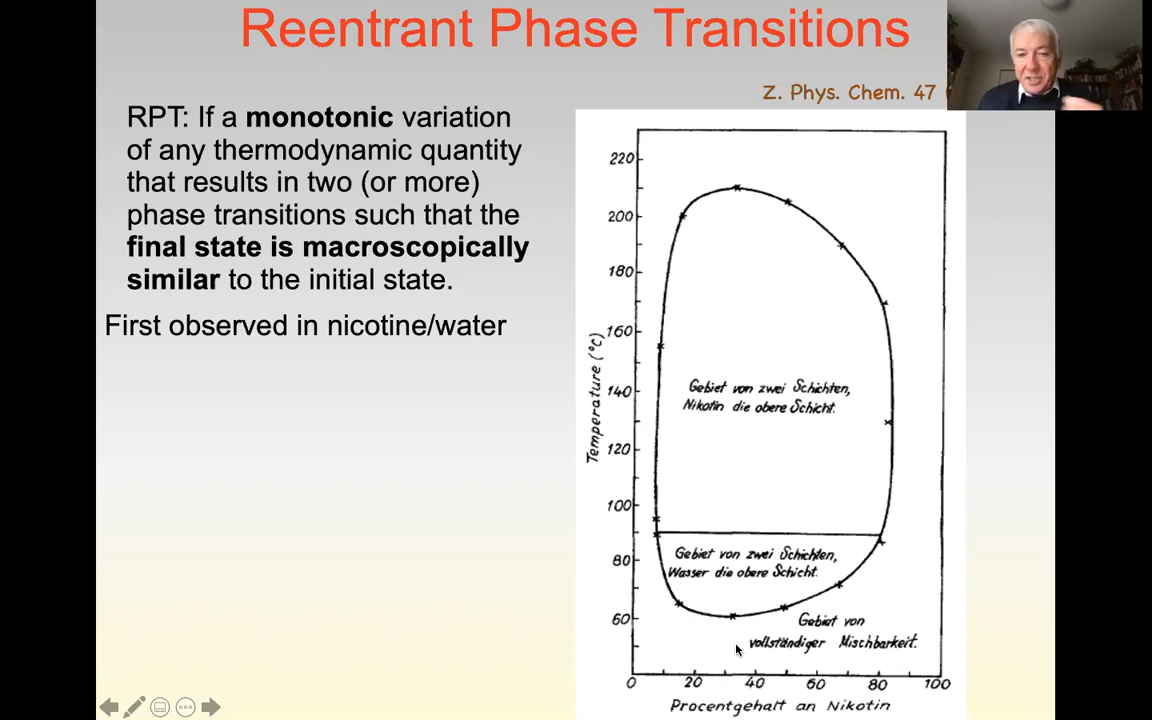 Reentrant Phase Transitions
Z. Phys. Chem. 47
RPT: If a monotonic variation
of any thermodynamic quantity
that results in two (or more)
phase transitions such that the
final state is macroscopically
similar to the initial state.
First observed in nicotine/water
Temperature (°C)
220
200
180
160
140
120
100
80
60
Gebiet von zwei Schichten,
Nikotin die obere Schicht.
Gebiet von zwei Schichten,
Wasser die obere Schicht.
Gebiet von
vollständiger Mischbarkeit.
0 20 40 60 80 100
Procentgehalt an Nikotin